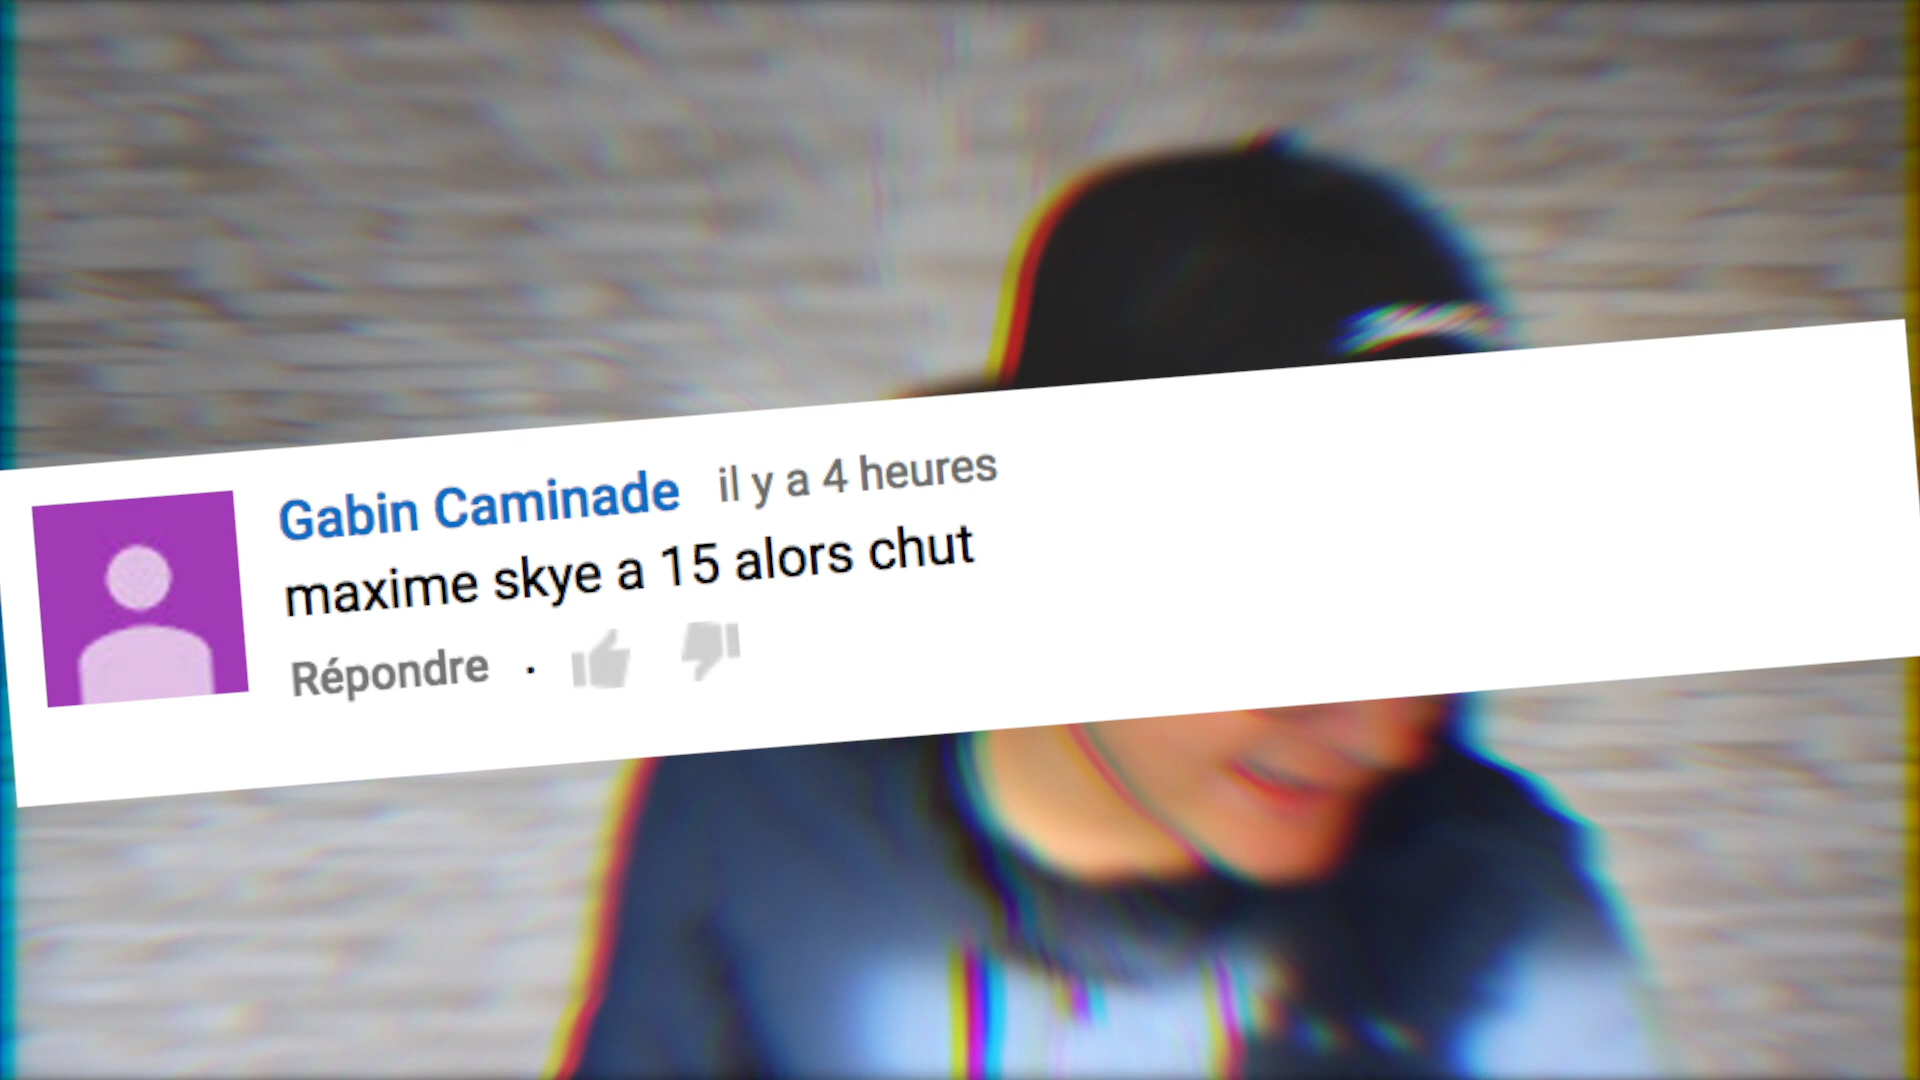 Gabin Caminade il y a 4 heures
maxime skye a 15 alors chut
Répondre ·